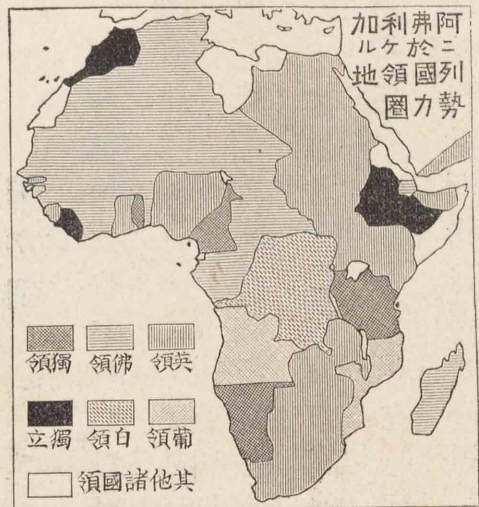 阿弗利加
ニ於ケル
列國領地
勢力圈
英領 佛領 獨領
葡領 白領 獨立
其他諸國領